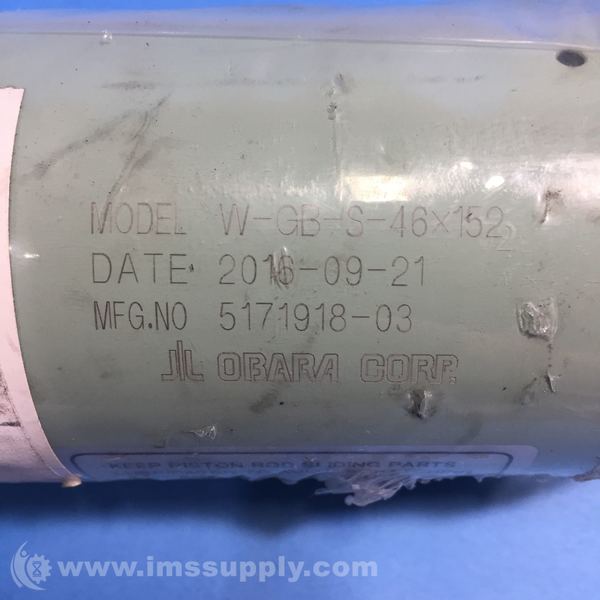 MODEL W-GB-S-46×152
DATE 2016-09-21
MFG.NO 5171918-03
OBARA CORP.
KEEP PISTON ROD SLIDING PARTS
www.imssupply.com